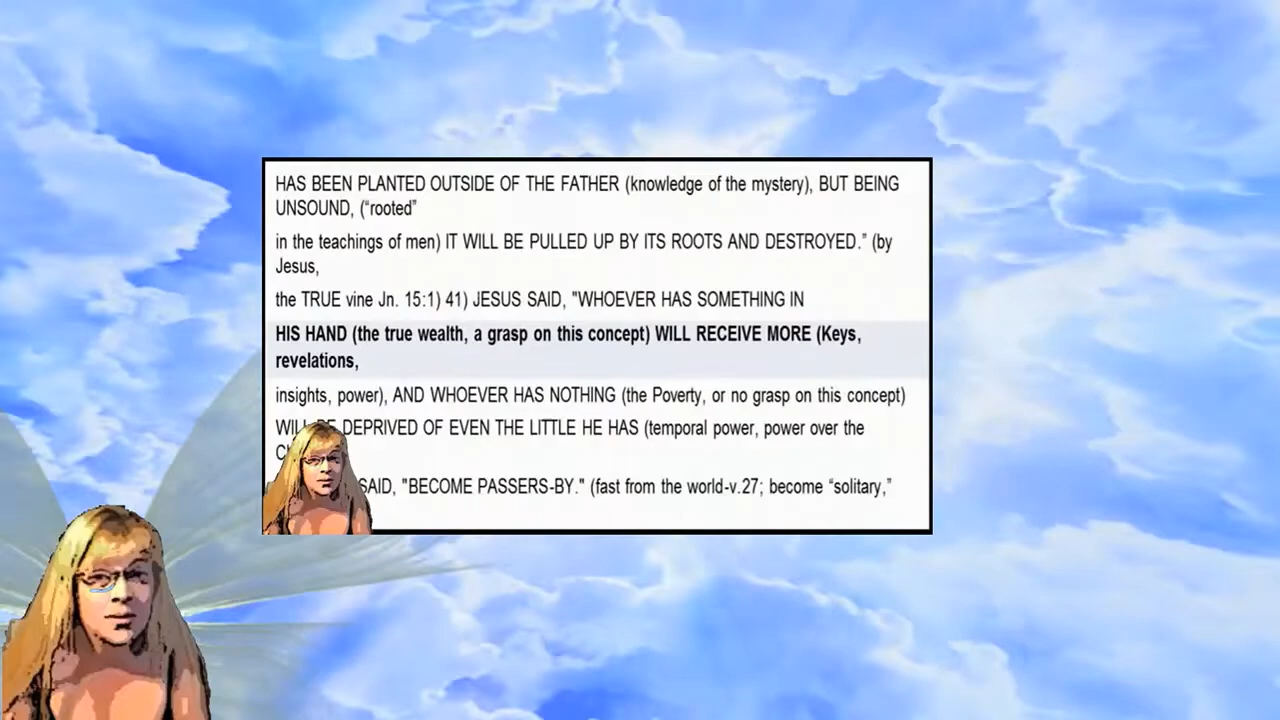 HAS BEEN PLANTED OUTSIDE OF THE FATHER (knowledge of the mystery), BUT BEING
UNSOUND, (“rooted”
in the teachings of men) IT WILL BE PULLED UP BY ITS ROOTS AND DESTROYED.” (by
Jesus,
the TRUE vine Jn. 15:1) 41) JESUS SAID, "WHOEVER HAS SOMETHING IN
HIS HAND (the true wealth, a grasp on this concept) WILL RECEIVE MORE (Keys,
revelations,
insights, power), AND WHOEVER HAS NOTHING (the Poverty, or no grasp on this concept)
DEPRIVED OF EVEN THE LITTLE HE HAS (temporal power, power over the
SAID, "BECOME PASSERS-BY." (fast from the world-v.27; become “solitary,”